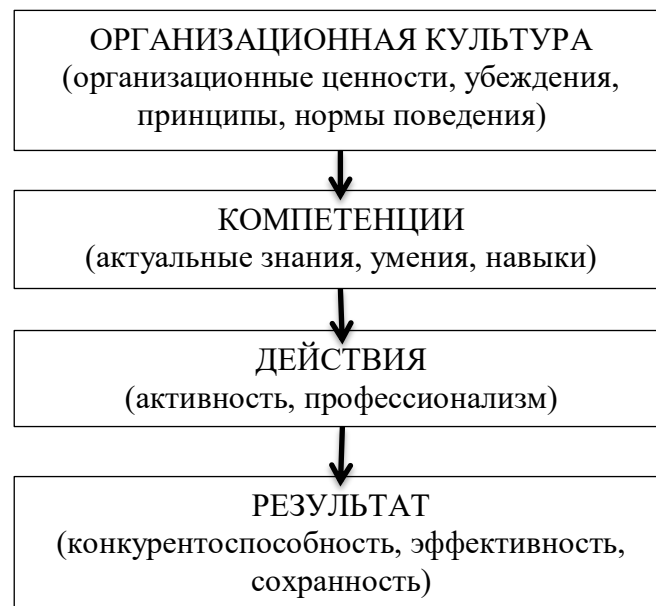 ОРГАНИЗАЦИОННАЯ КУЛЬТУРА
(организационные ценности, убеждения,
принципы, нормы поведения)
КОМПЕТЕНЦИИ
(актуальные знания, умения, навыки)
ДЕЙСТВИЯ
(активность, профессионализм)
РЕЗУЛЬТАТ
(конкурентоспособность, эффективность,
сохранность)